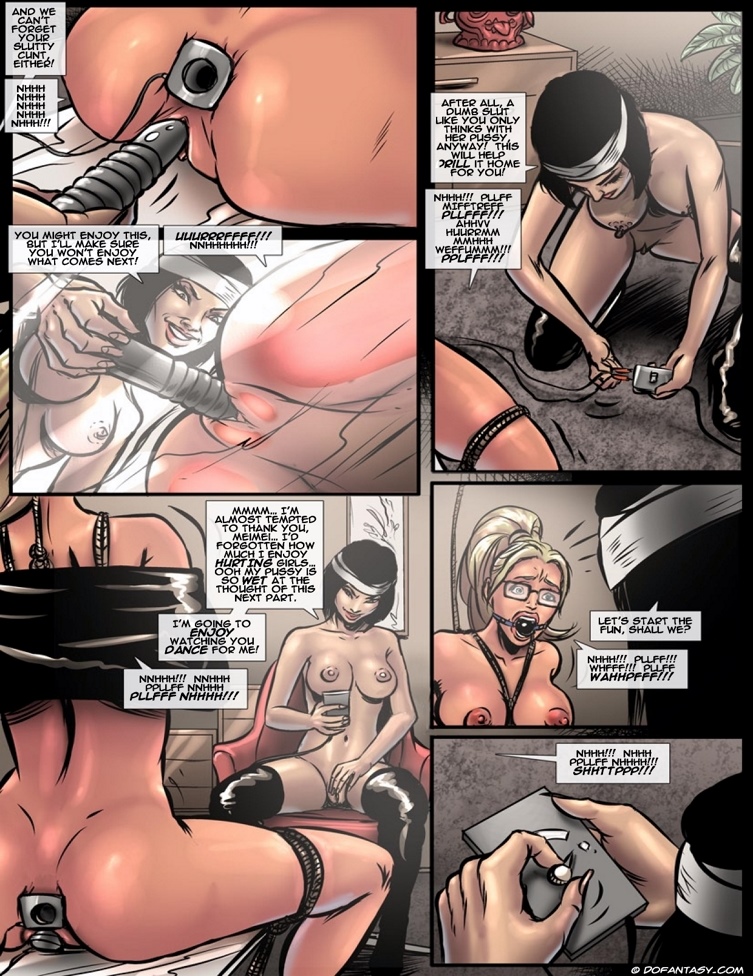 AND WE
CAN'T
FORGET
YOUR
SLUTTY
CUNT,
EITHER!
NHHH
NHHH
NHHH
NHHH
NHHH!!!
AFTER ALL, A
DUMB SLUT
LIKE YOU ONLY
THINKS WITH
HER PUSSY,
ANYWAY! THIS
WILL HELP
DRILL IT HOME
FOR YOU!
NHHH!!! PLLFF
MIFFTREFF
PLLFFF!!!
AHHVV
HUURRMM
MMHHH
WEFFUMMM!!!
PPLFFF!!!
YOU MIGHT ENJOY THIS,
BUT I'LL MAKE SURE
YOU WON'T ENJOY
WHAT COMES NEXT!
UUURRRFFFF!!!
NNHHHHHH!!!
MMMM... I'M
ALMOST TEMPTED
TO THANK YOU,
MEIMEI... I'D
FORGOTTEN HOW
MUCH I ENJOY
HURTING GIRLS...
OOH MY PUSSY IS
SO WET AT THE
THOUGHT OF THIS
NEXT PART.
I'M GOING TO
ENJOY
WATCHING YOU
DANCE FOR ME!
NNHHH!!! NNHHH
PPLLFF NNHHH
PLLFFF NHHHH!!!
LET'S START THE
FUN, SHALL WE?
NHHH!!! PLLFF!!!
WHFFF!!! PLLFF
WAHHPFFF!!!
NHHH!!! NHHH
PPLLFF NHHHH!!!
SHHTTPPP!!!
© DOFANTASY.COM